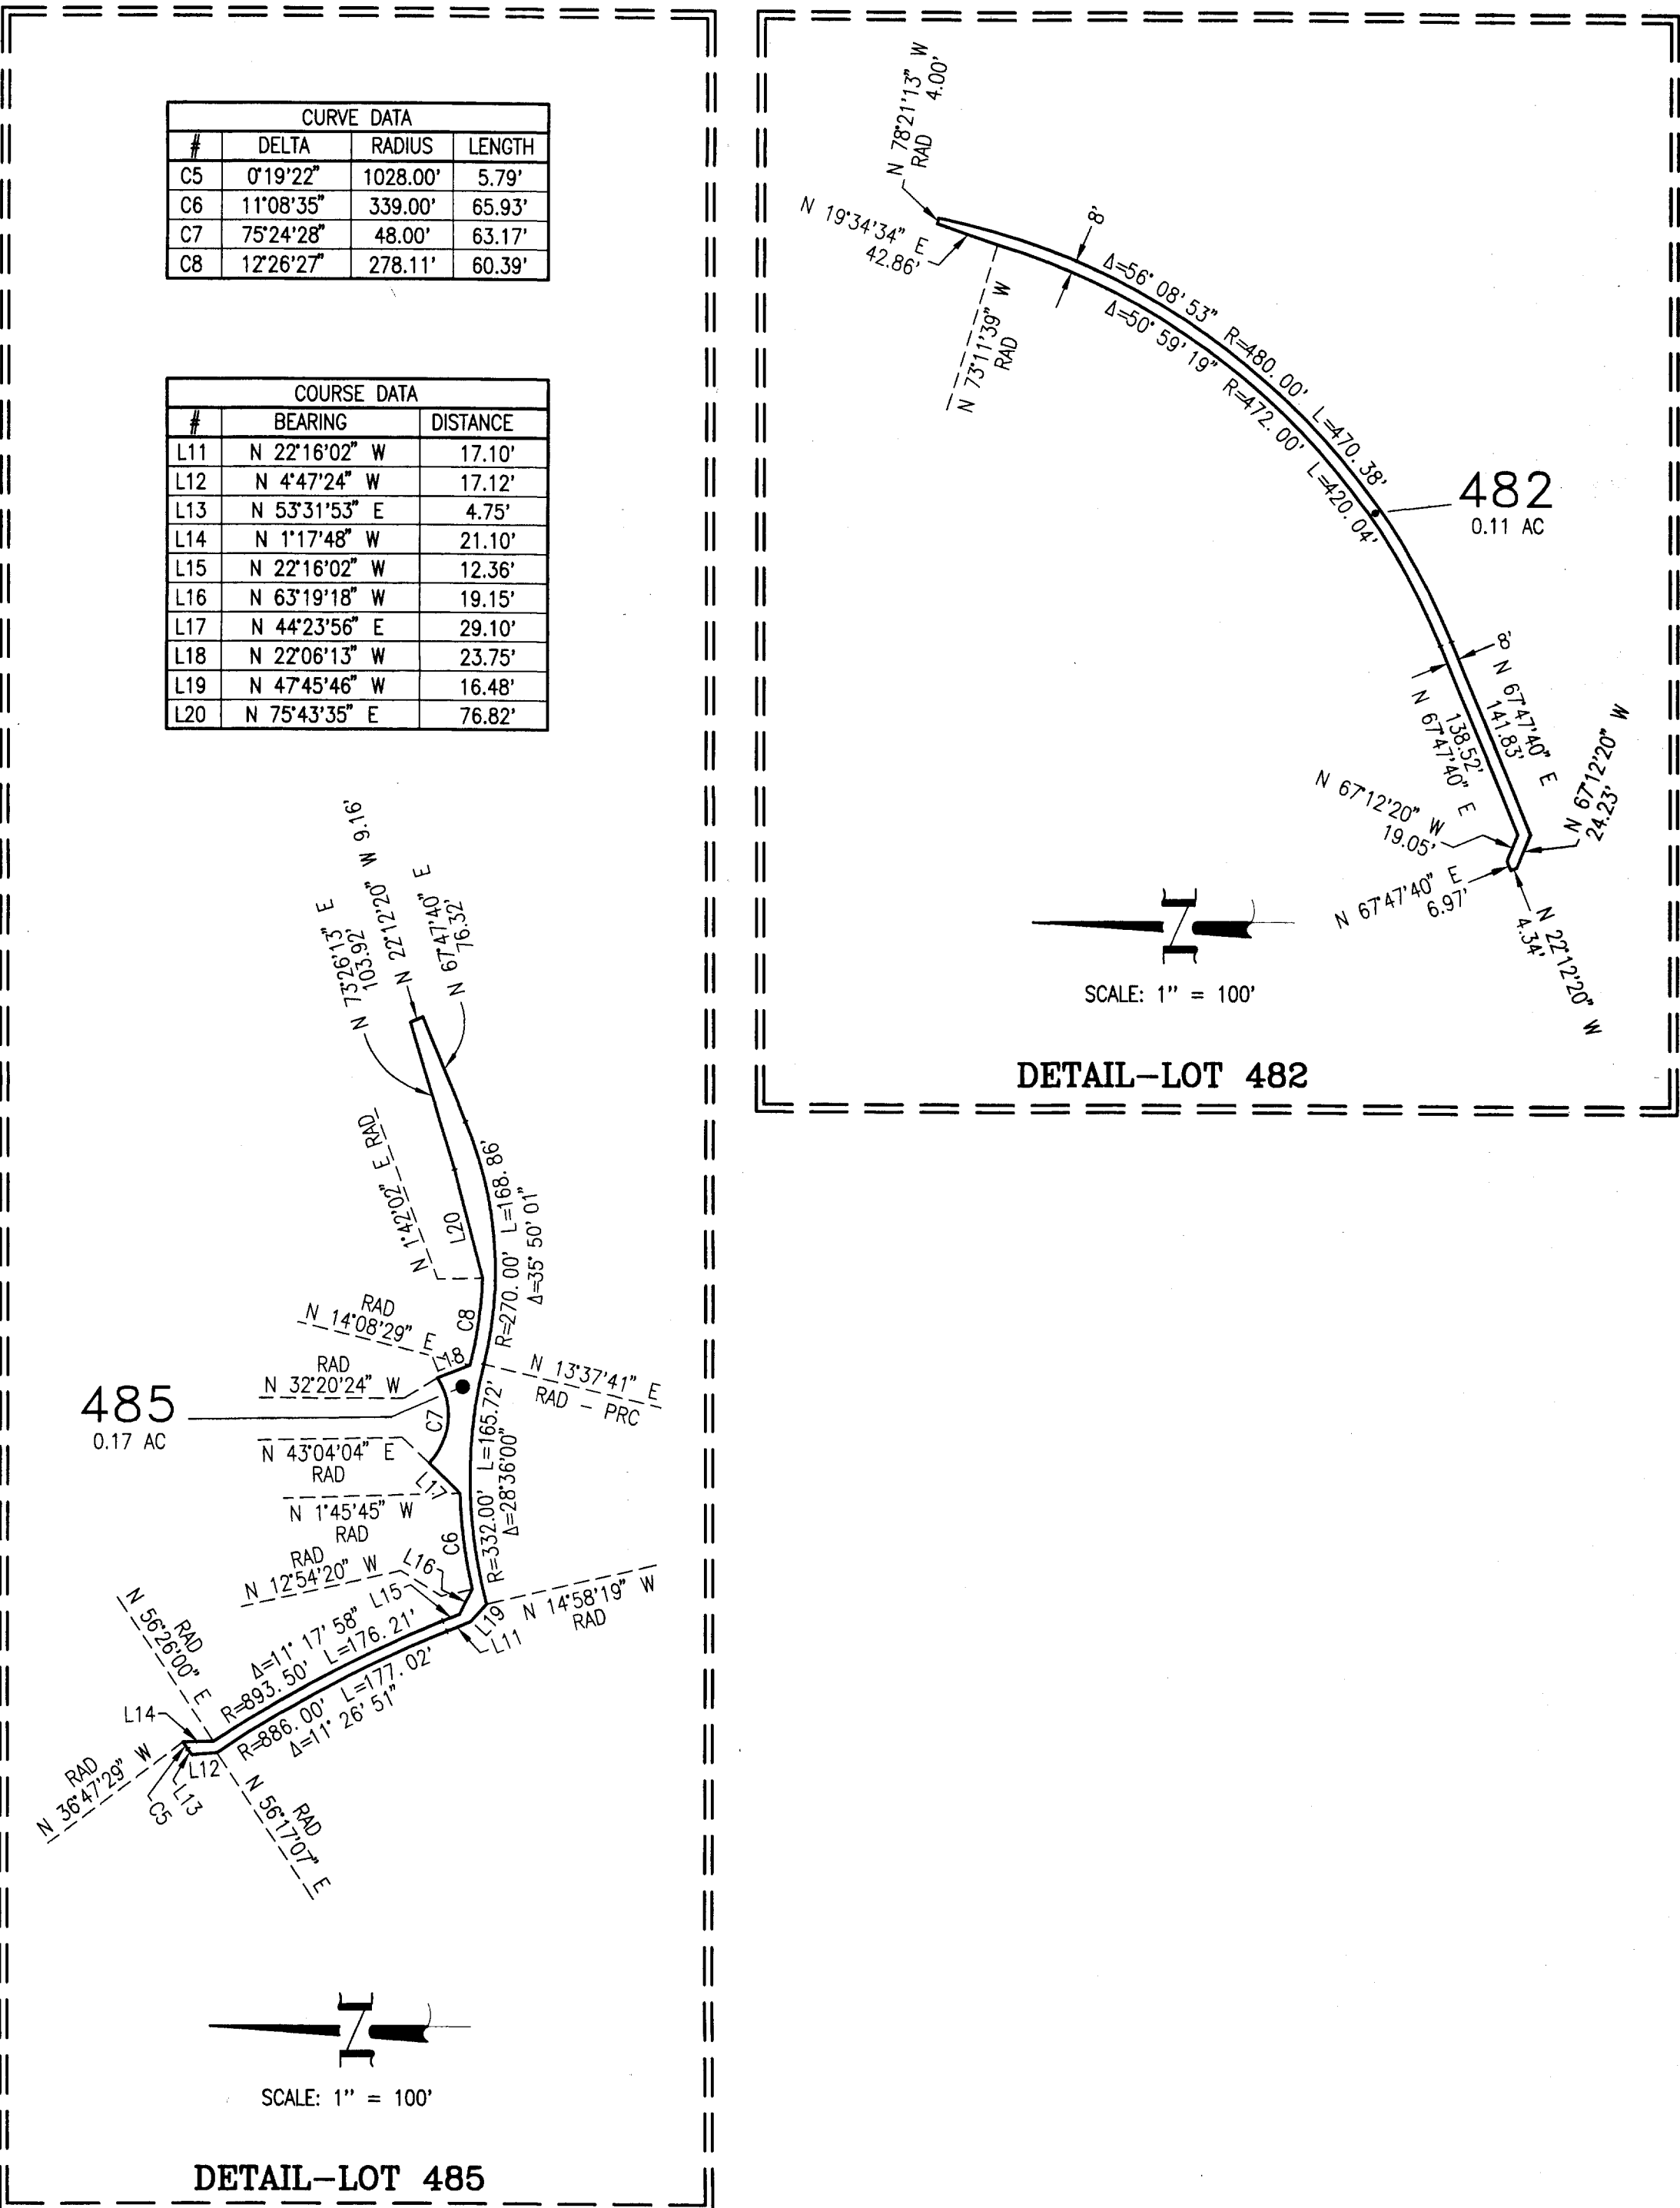 CURVE DATA
# DELTA RADIUS LENGTH
C5 0°19'22" 1028.00' 5.79'
C6 11°08'35" 339.00' 65.93'
C7 75°24'28" 48.00' 63.17'
C8 12°26'27" 278.11' 60.39'
COURSE DATA
# BEARING DISTANCE
L11 N 22°16'02" W 17.10'
L12 N 4°47'24" W 17.12'
L13 N 53°31'53" E 4.75'
L14 N 1°17'48" W 21.10'
L15 N 22°16'02" W 12.36'
L16 N 63°19'18" W 19.15'
L17 N 44°23'56" E 29.10'
L18 N 22°06'13" W 23.75'
L19 N 47°45'46" W 16.48'
L20 N 75°43'35" E 76.82'
N 73°26'13" E
103.92'
N 22°12'20" W 9.16'
N 67°47'40" E
76.32'
N 1°42'02" E RAD
L20
R=270.00' L=168.86'
Δ=35°50'01"
RAD
N 14°08'29" E
C8
L18
RAD
N 32°20'24" W
N 13°37'41" E
RAD - PRC
485
0.17 AC
C7
N 43°04'04" E
RAD
L17
N 1°45'45" W
RAD
R=332.00' L=165.72'
Δ=28°36'00"
C6
RAD
N 12°54'20" W
L16
L15
N 14°58'19" W
RAD
L19
L11
RAD
N 56°26'00" E
Δ=11°17'58"
R=893.50' L=176.21'
R=886.00' L=177.02'
Δ=11°26'51"
L14
RAD
N 36°47'29" W
L12
L13
C5
RAD
N 56°17'07" E
N
SCALE: 1" = 100'
DETAIL-LOT 485
N 78°21'13" W
4.00'
RAD
N 19°34'34" E
42.86'
N 73°11'39" W
RAD
8'
Δ=56°08'53" R=480.00' L=470.38'
Δ=50°59'19" R=472.00' L=420.04'
482
0.11 AC
8'
N 67°47'40" E
141.83'
138.52'
N 67°47'40" E
N 67°12'20" W
24.23'
N 67°12'20" W
19.05'
N 67°47'40" E
6.97'
N 22°12'20" W
4.34'
N
SCALE: 1" = 100'
DETAIL-LOT 482